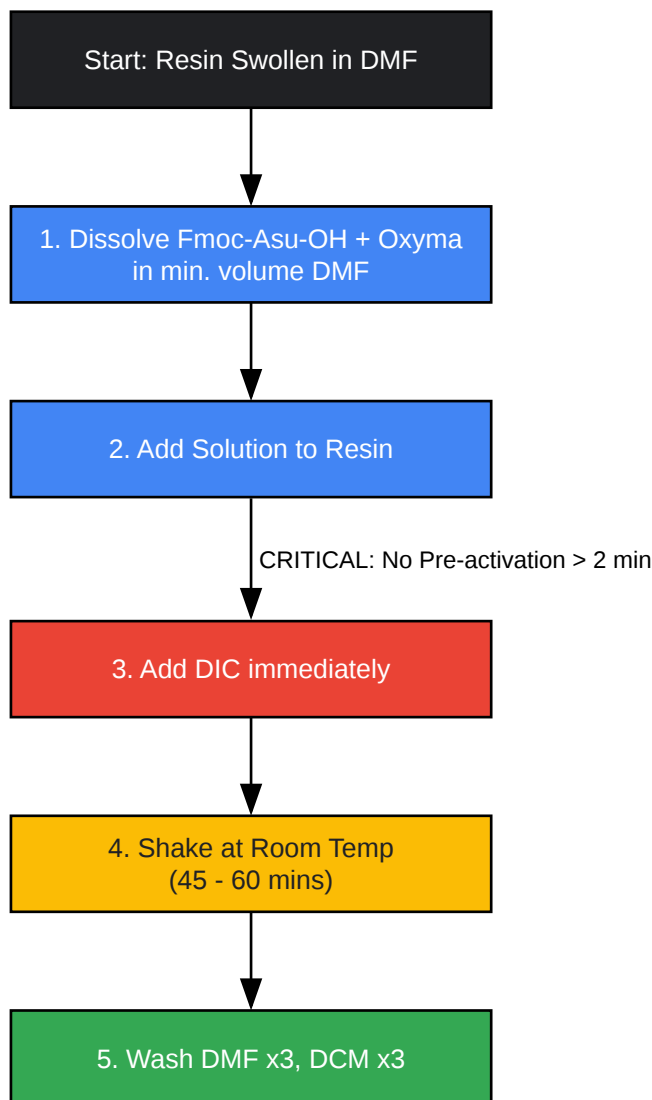 Start: Resin Swollen in DMF
1. Dissolve Fmoc-Asu-OH + Oxyma
in min. volume DMF
2. Add Solution to Resin
CRITICAL: No Pre-activation > 2 min
3. Add DIC immediately
4. Shake at Room Temp
(45 - 60 mins)
5. Wash DMF x3, DCM x3